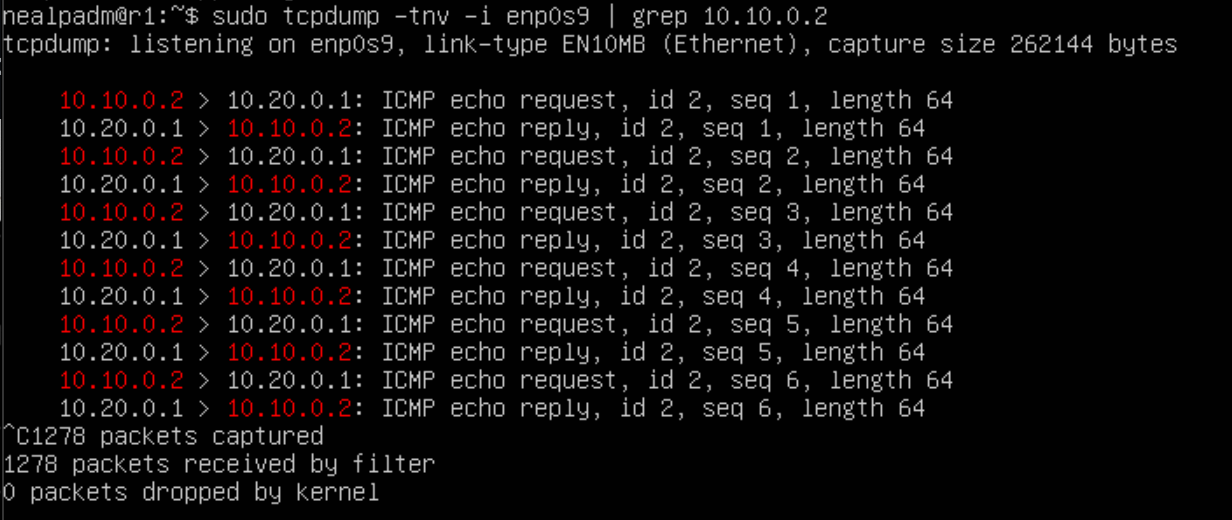 nealpadm@r1:~$ sudo tcpdump -tnv -i enp0s9 | grep 10.10.0.2
tcpdump: listening on enp0s9, link-type EN10MB (Ethernet), capture size 262144 bytes
10.10.0.2 > 10.20.0.1: ICMP echo request, id 2, seq 1, length 64
10.20.0.1 > 10.10.0.2: ICMP echo reply, id 2, seq 1, length 64
10.10.0.2 > 10.20.0.1: ICMP echo request, id 2, seq 2, length 64
10.20.0.1 > 10.10.0.2: ICMP echo reply, id 2, seq 2, length 64
10.10.0.2 > 10.20.0.1: ICMP echo request, id 2, seq 3, length 64
10.20.0.1 > 10.10.0.2: ICMP echo reply, id 2, seq 3, length 64
10.10.0.2 > 10.20.0.1: ICMP echo request, id 2, seq 4, length 64
10.20.0.1 > 10.10.0.2: ICMP echo reply, id 2, seq 4, length 64
10.10.0.2 > 10.20.0.1: ICMP echo request, id 2, seq 5, length 64
10.20.0.1 > 10.10.0.2: ICMP echo reply, id 2, seq 5, length 64
10.10.0.2 > 10.20.0.1: ICMP echo request, id 2, seq 6, length 64
10.20.0.1 > 10.10.0.2: ICMP echo reply, id 2, seq 6, length 64
^C1278 packets captured
1278 packets received by filter
0 packets dropped by kernel